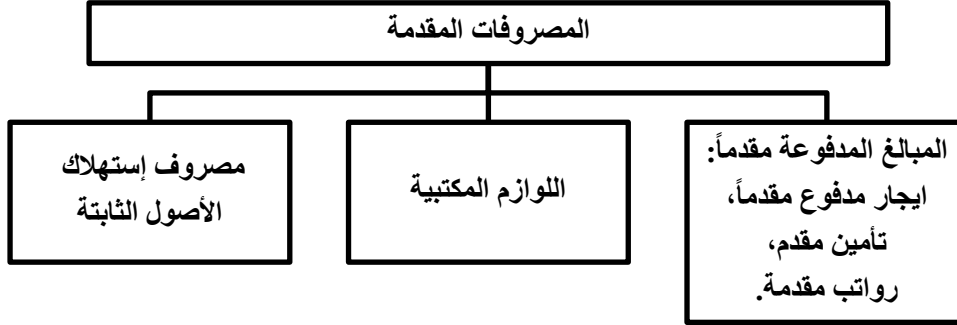 المصروفات المقدمة
المبالغ المدفوعة مقدماً:
ايجار مدفوع مقدماً،
تأمين مقدم،
رواتب مقدمة.
اللوازم المكتبية
مصروف إستهلاك
الأصول الثابتة